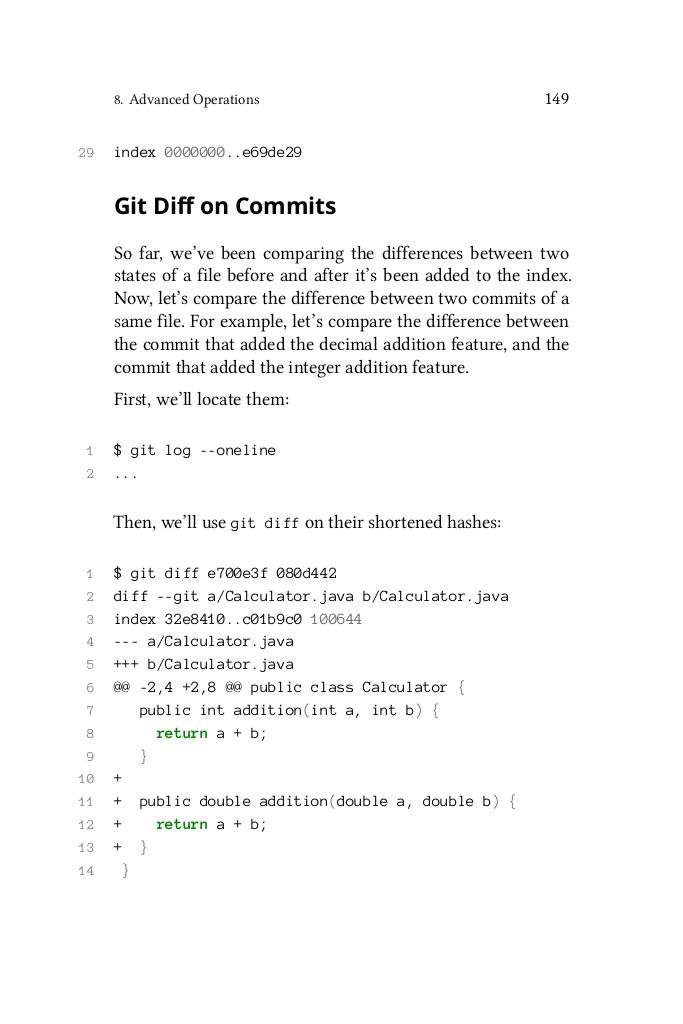 8. Advanced Operations 149
29 index 0000000..e69de29
Git Diff on Commits
So far, we've been comparing the differences between two
states of a file before and after it's been added to the index.
Now, let's compare the difference between two commits of a
same file. For example, let's compare the difference between
the commit that added the decimal addition feature, and the
commit that added the integer addition feature.
First, we'll locate them:
1 $ git log --oneline
2 ...
Then, we'll use git diff on their shortened hashes:
1 $ git diff e700e3f 080d442
2 diff --git a/Calculator.java b/Calculator.java
3 index 32e8410..c01b9c0 100644
4 --- a/Calculator.java
5 +++ b/Calculator.java
6 @@ -2,4 +2,8 @@ public class Calculator {
7    public int addition(int a, int b) {
8      return a + b;
9    }
10 +
11 +  public double addition(double a, double b) {
12 +    return a + b;
13 +  }
14  }